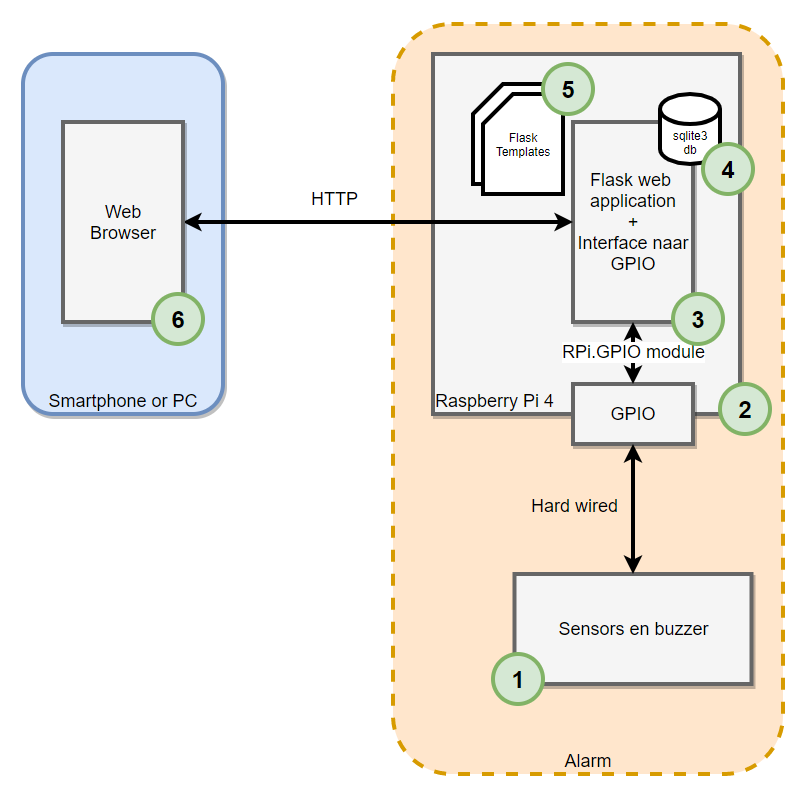 5
Flask
Templates
sqlite3
db
4
Flask web
application
+
Interface naar
GPIO
HTTP
Web
Browser
6
3
RPi.GPIO module
Smartphone or PC
Raspberry Pi 4
GPIO
2
Hard wired
Sensors en buzzer
1
Alarm